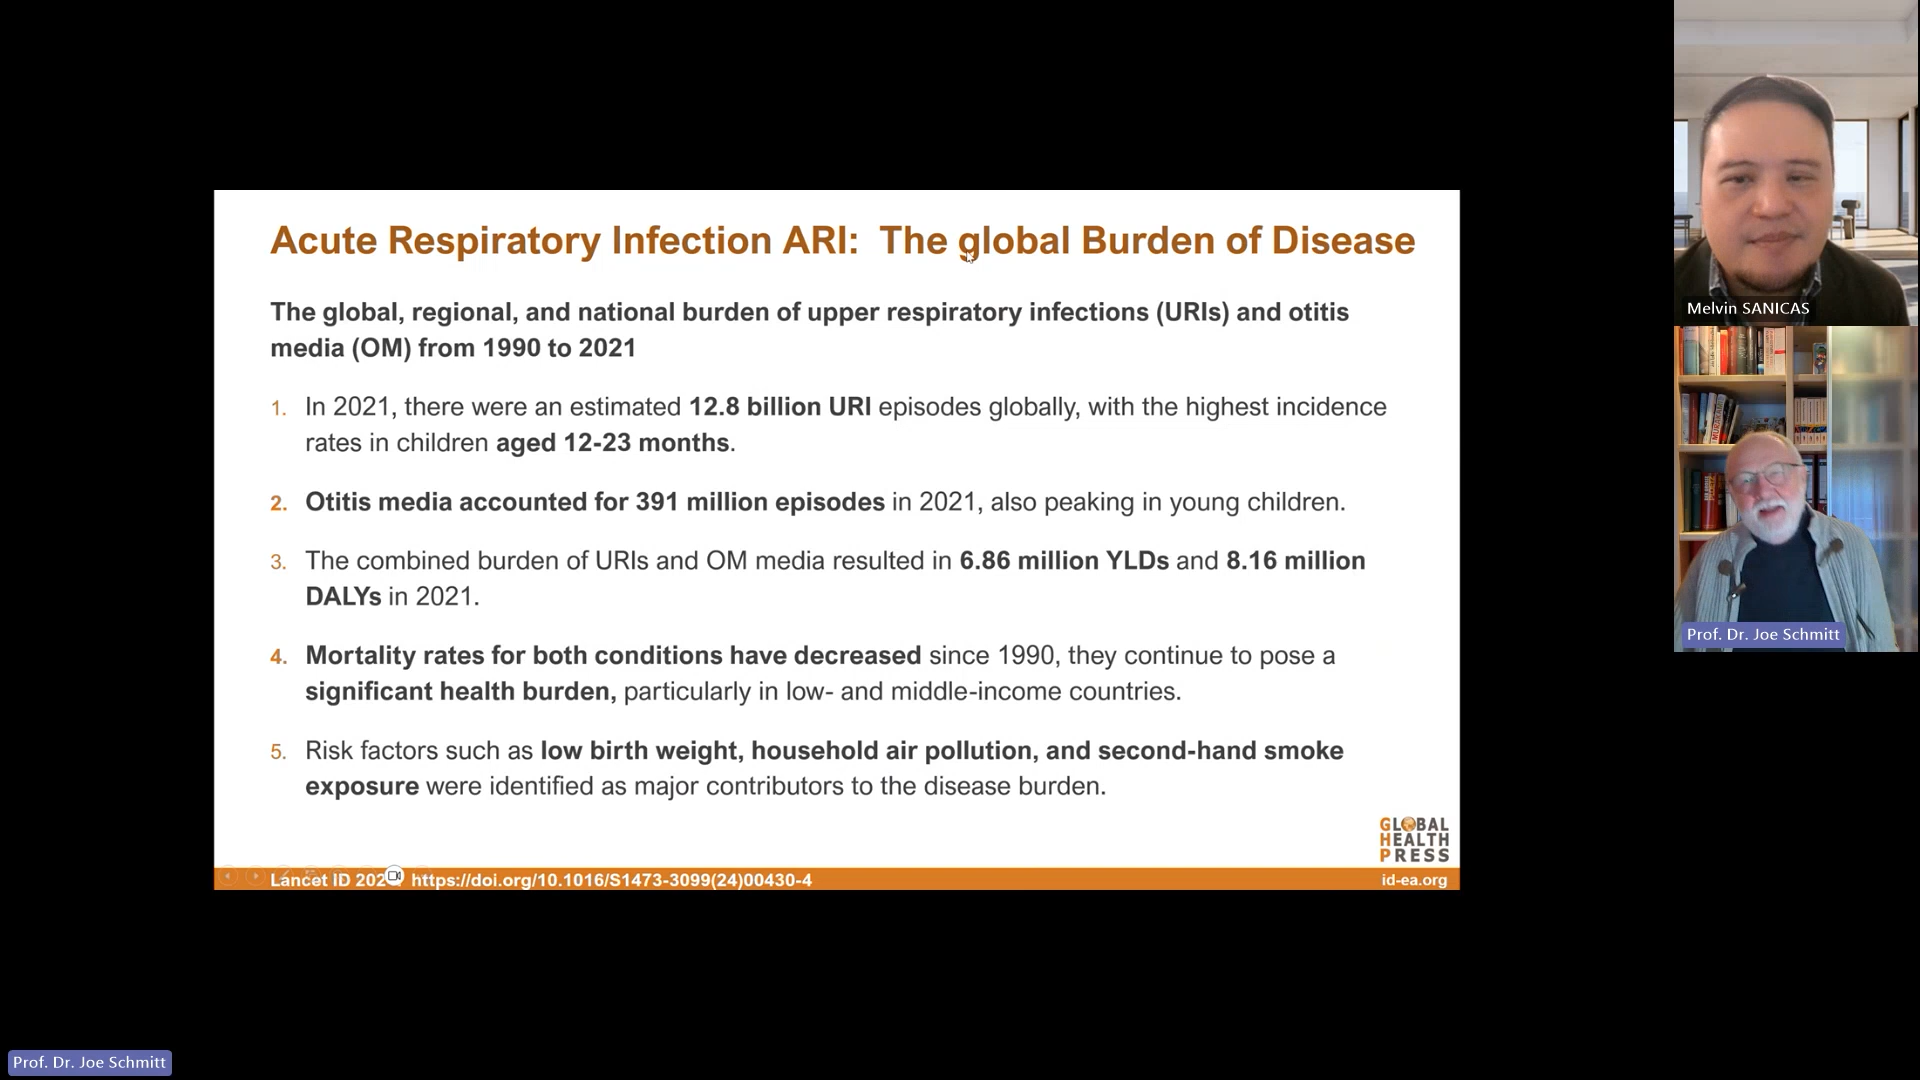 Acute Respiratory Infection ARI: The global Burden of Disease
The global, regional, and national burden of upper respiratory infections (URIs) and otitis
media (OM) from 1990 to 2021
1. In 2021, there were an estimated 12.8 billion URI episodes globally, with the highest incidence
rates in children aged 12-23 months.
2. Otitis media accounted for 391 million episodes in 2021, also peaking in young children.
3. The combined burden of URIs and OM media resulted in 6.86 million YLDs and 8.16 million
DALYs in 2021.
4. Mortality rates for both conditions have decreased since 1990, they continue to pose a
significant health burden, particularly in low- and middle-income countries.
5. Risk factors such as low birth weight, household air pollution, and second-hand smoke
exposure were identified as major contributors to the disease burden.
GLOBAL
HEALTH
PRESS
Lancet ID 202 https://doi.org/10.1016/S1473-3099(24)00430-4
id-ea.org
Melvin SANICAS
Prof. Dr. Joe Schmitt
Prof. Dr. Joe Schmitt